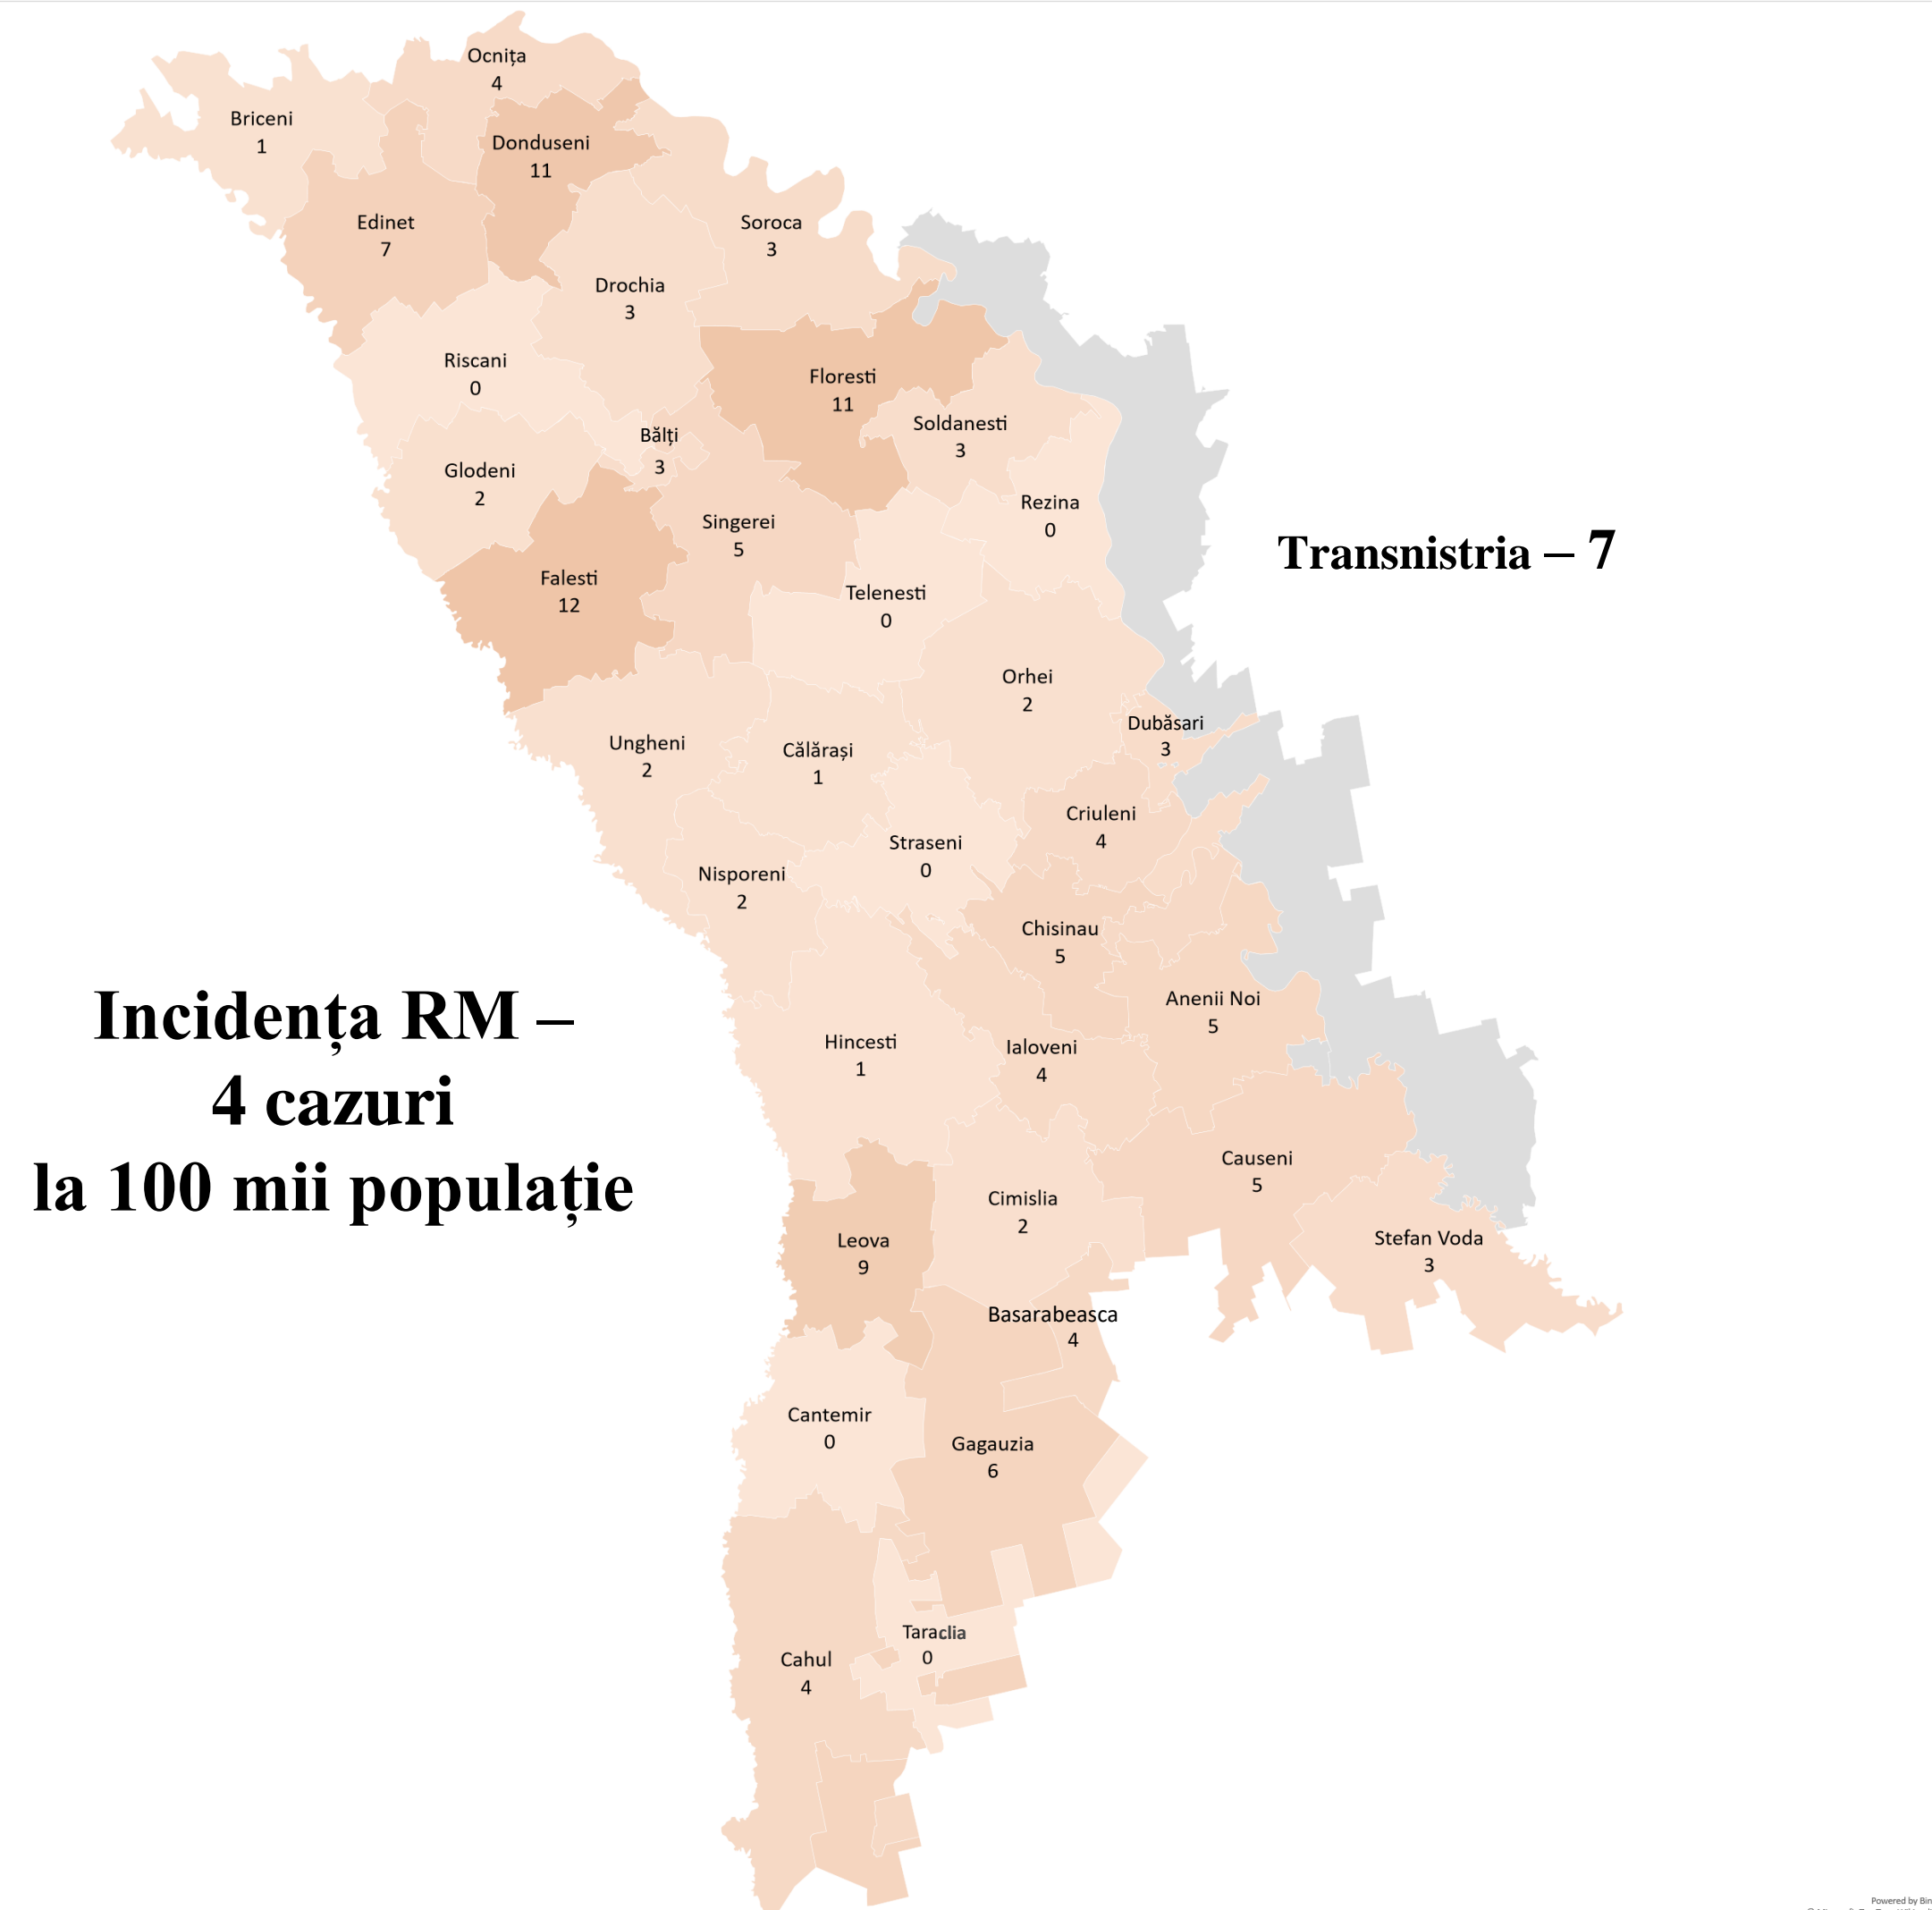 Ocnița
4
Briceni
1
Donduseni
11
Edinet
7
Soroca
3
Drochia
3
Riscani
0
Floresti
11
Soldanesti
3
Bălți
3
Glodeni
2
Rezina
0
Singerei
5
Transnistria – 7
Falesti
12
Telenesti
0
Orhei
2
Dubăsari
3
Ungheni
2
Călărași
1
Criuleni
4
Straseni
0
Nisporeni
2
Chisinau
5
Anenii Noi
5
Incidența RM –
4 cazuri
la 100 mii populație
Hincesti
1
Ialoveni
4
Causeni
5
Cimislia
2
Leova
9
Stefan Voda
3
Basarabeasca
4
Cantemir
0
Gagauzia
6
Taraclia
0
Cahul
4
Powered by Bin